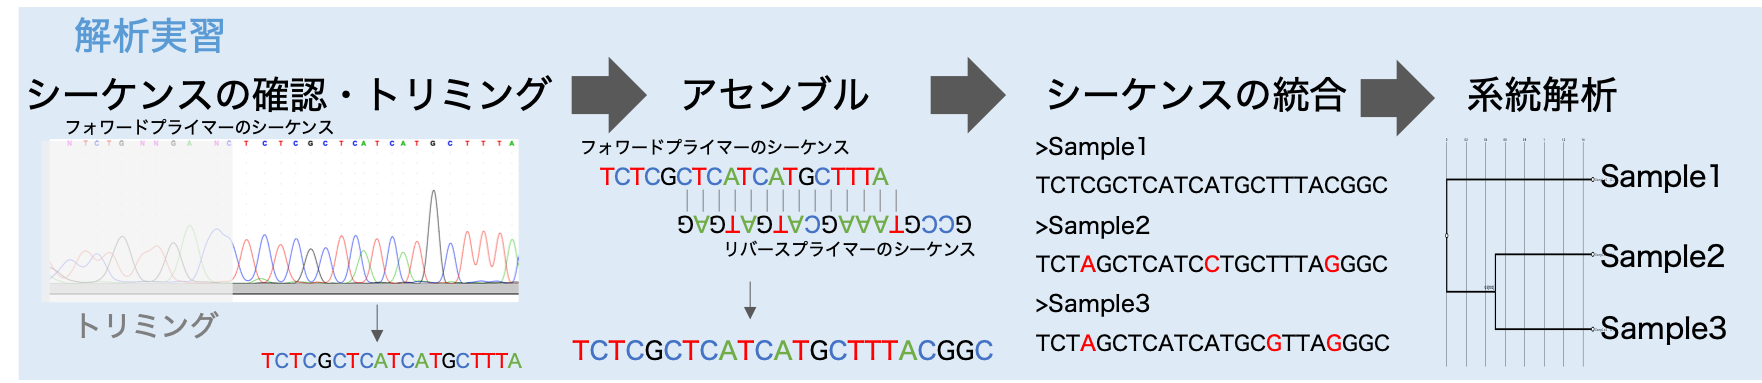 解析実習
シーケンスの確認・トリミング
アセンブル
シーケンスの統合
系統解析
フォワードプライマーのシーケンス
N T C T G N N G A N C T C T C G C T C A T C A T G C T T T A
トリミング
TCTCGCTCATCATGCTTTA
フォワードプライマーのシーケンス
TCTCGCTCATCATGCTTTA
GCCGTAAAGCATGATGAG
リバースプライマーのシーケンス
TCTCGCTCATCATGCTTTACGGC
>Sample1
TCTCGCTCATCATGCTTTACGGC
>Sample2
TCTAGCTCATCCTGCTTTAGGGC
>Sample3
TCTAGCTCATCATGCGTTAGGGC
Sample1
Sample2
Sample3